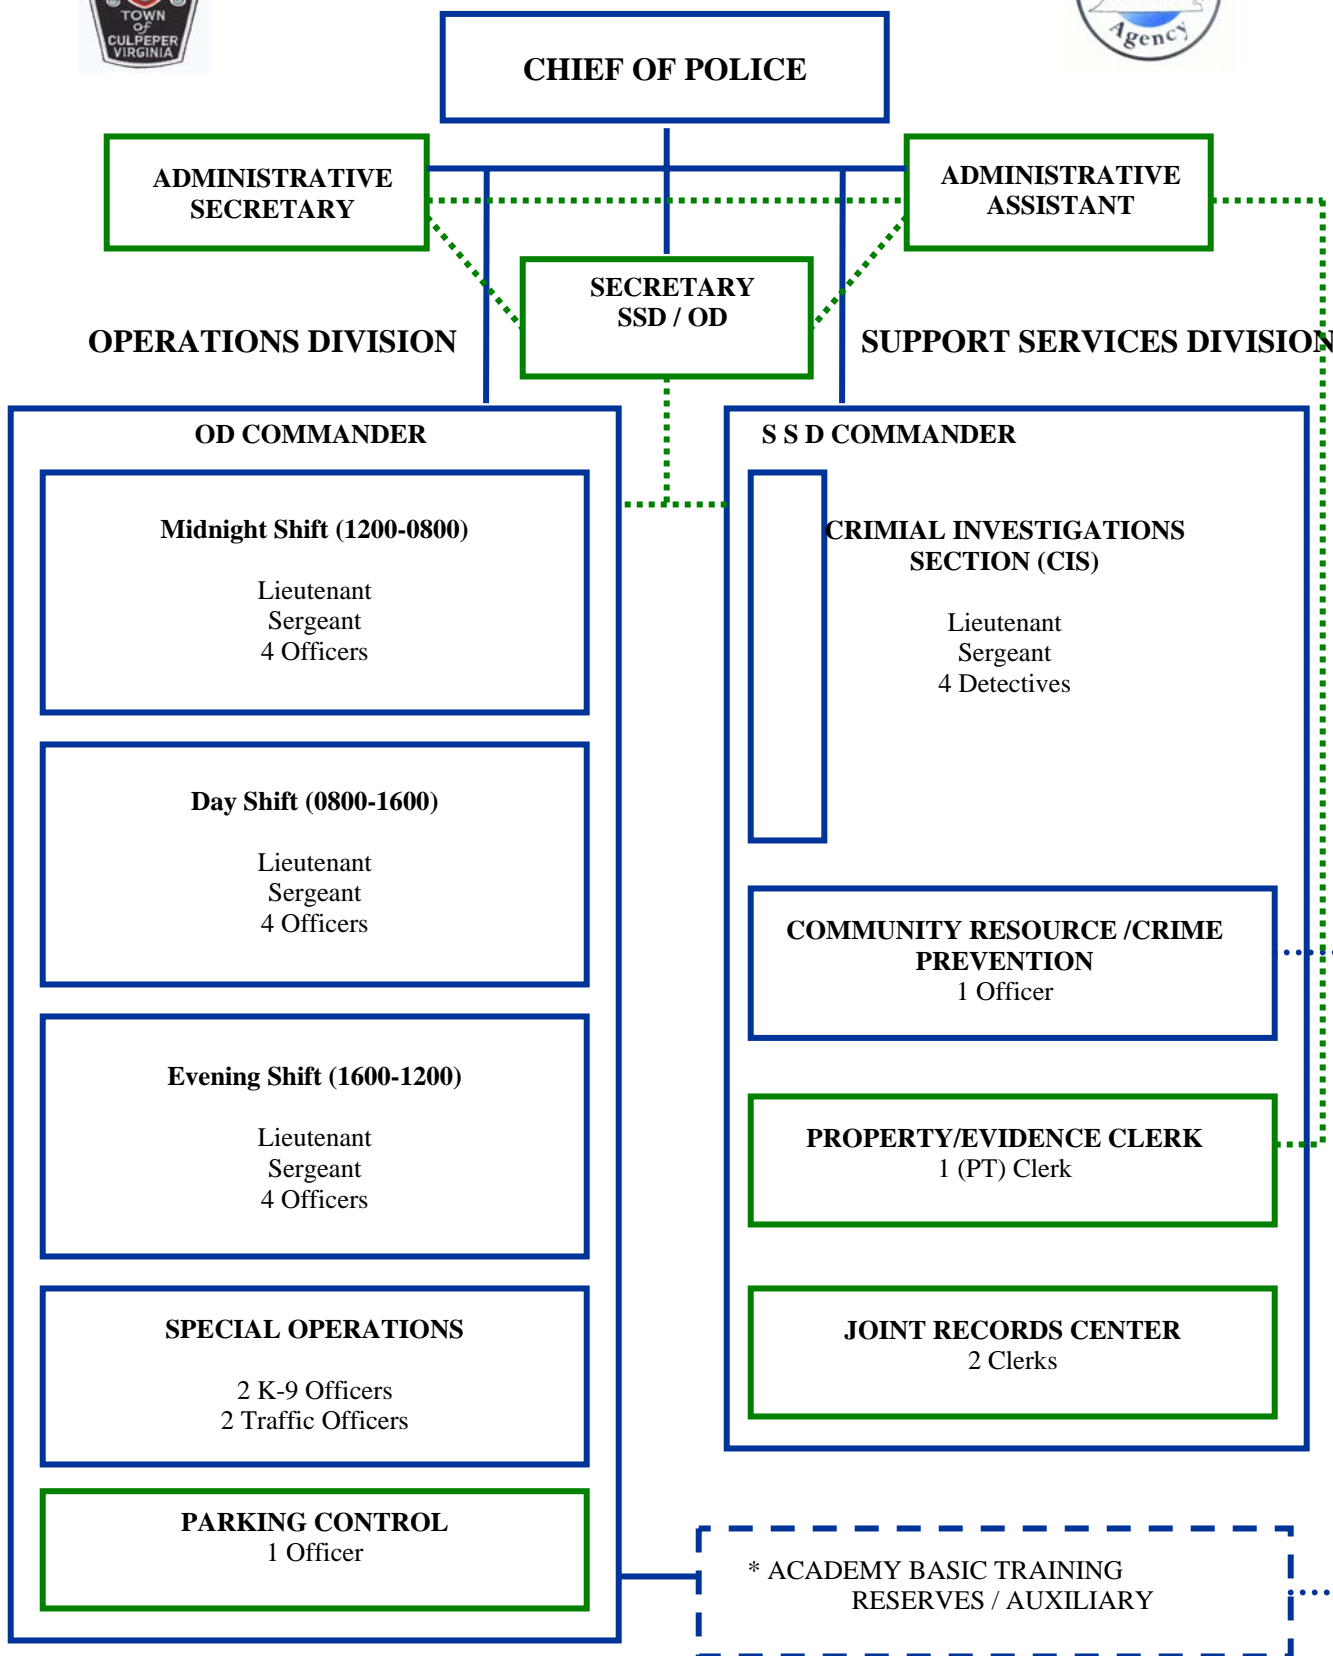 TOWN
of
CULPEPER
VIRGINIA
Agency
CHIEF OF POLICE
ADMINISTRATIVE
SECRETARY
ADMINISTRATIVE
ASSISTANT
SECRETARY
SSD / OD
OPERATIONS DIVISION
SUPPORT SERVICES DIVISION
OD COMMANDER
Midnight Shift (1200-0800)
Lieutenant
Sergeant
4 Officers
Day Shift (0800-1600)
Lieutenant
Sergeant
4 Officers
Evening Shift (1600-1200)
Lieutenant
Sergeant
4 Officers
SPECIAL OPERATIONS
2 K-9 Officers
2 Traffic Officers
PARKING CONTROL
1 Officer
S S D COMMANDER
CRIMIAL INVESTIGATIONS
SECTION (CIS)
Lieutenant
Sergeant
4 Detectives
COMMUNITY RESOURCE /CRIME
PREVENTION
1 Officer
PROPERTY/EVIDENCE CLERK
1 (PT) Clerk
JOINT RECORDS CENTER
2 Clerks
* ACADEMY BASIC TRAINING
RESERVES / AUXILIARY